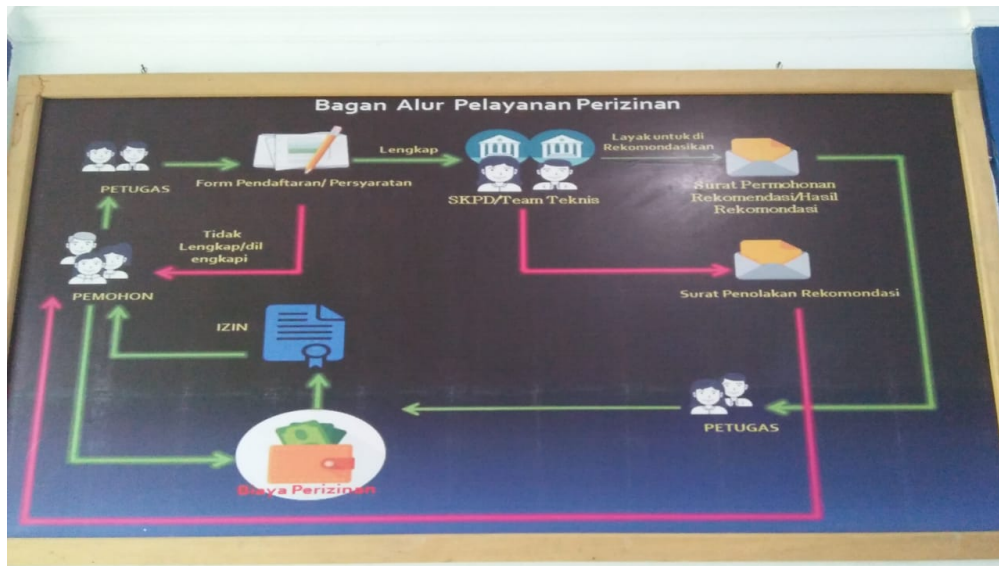 Bagan Alur Pelayanan Perizinan
PETUGAS
Form Pendaftaran/ Persyaratan
Lengkap
SKPD/Team Teknis
Layak untuk di
Rekomondasikan
Surat Permohonan
Rekomendasi/Hasil
Rekomondasi
Tidak
Lengkap/dil
engkapi
PEMOHON
Surat Penolakan Rekomondasi
IZIN
PETUGAS
Biaya Perizinan